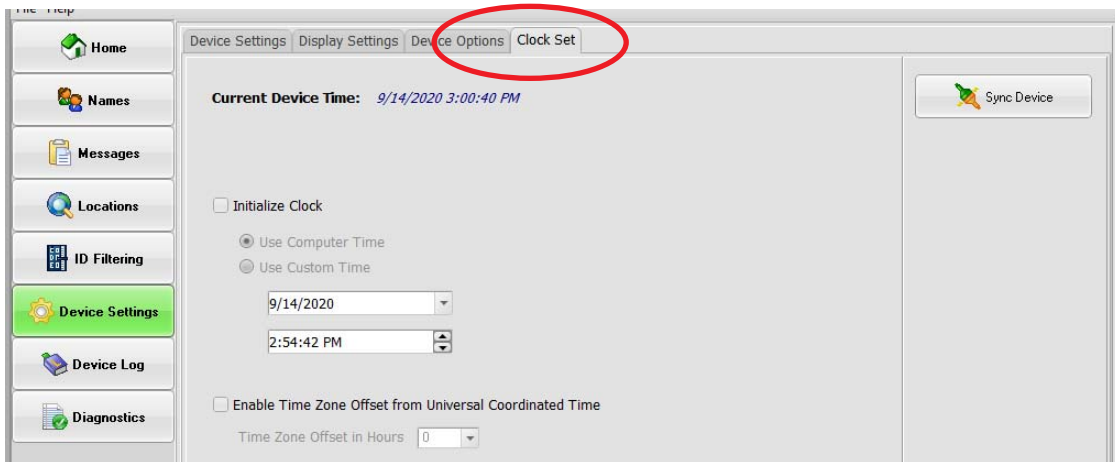 File Help
Home
Names
Messages
Locations
ID Filtering
Device Settings
Device Log
Diagnostics
Device Settings Display Settings Device Options Clock Set
Current Device Time: 9/14/2020 3:00:40 PM
Initialize Clock
Use Computer Time
Use Custom Time
9/14/2020
2:54:42 PM
Enable Time Zone Offset from Universal Coordinated Time
Time Zone Offset in Hours 0
Sync Device